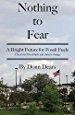 Nothing
to Fear
A Bright Future for Fossil Fuels
By Donn Dears